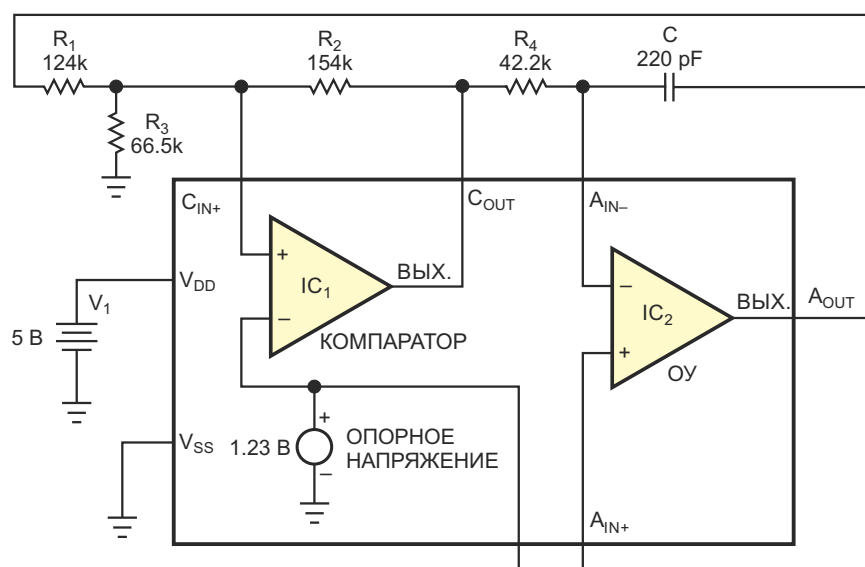 R1
124k
R2
154k
R4
42.2k
C
220 pF
R3
66.5k
CIN+
COUT
AIN–
VDD
V1
5 В
+
IC1
–
ВЫХ.
КОМПАРАТОР
–
IC2
+
ВЫХ.
AOUT
ОУ
VSS
1.23 В
+
–
ОПОРНОЕ
НАПРЯЖЕНИЕ
AIN+